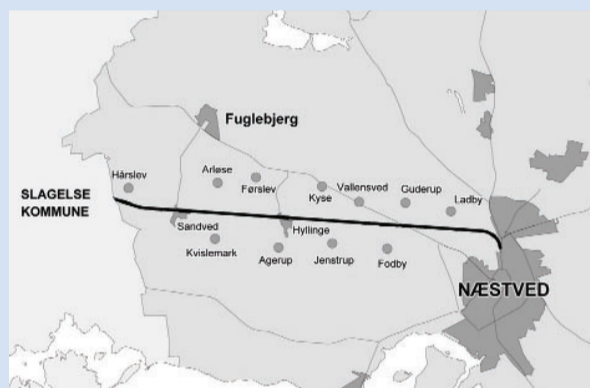 Fuglebjerg
Hårslev
Arløse
Førslev
Kyse
Vallensved
Guderup
Ladby
SLAGELSE
KOMMUNE
Sandved
Kvislemark
Hyllinge
Agerup
Jenstrup
Fodby
NÆSTVED